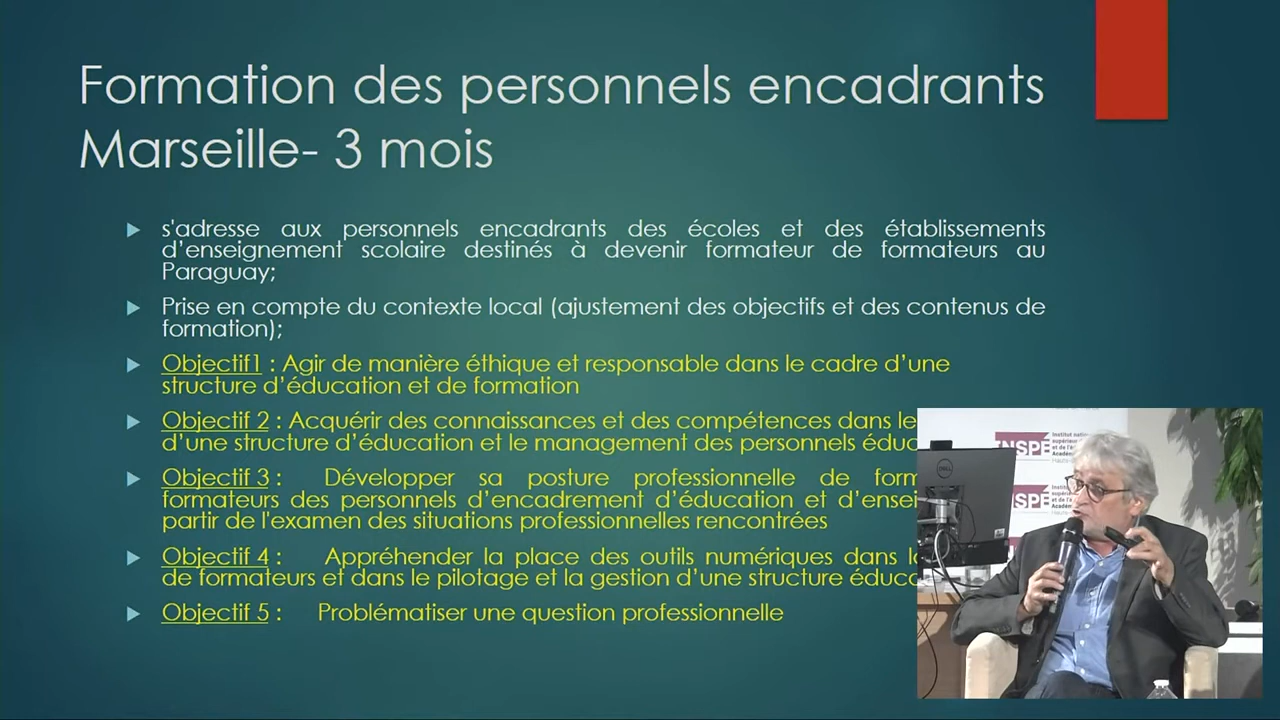 Formation des personnels encadrants
Marseille- 3 mois
s'adresse aux personnels encadrants des écoles et des établissements
d’enseignement scolaire destinés à devenir formateur de formateurs au
Paraguay;
Prise en compte du contexte local (ajustement des objectifs et des contenus de
formation);
Objectif1 : Agir de manière éthique et responsable dans le cadre d’une
structure d’éducation et de formation
Objectif 2 : Acquérir des connaissances et des compétences dans le
d’une structure d’éducation et le management des personnels
Objectif 3 : Développer sa posture professionnelle de
formateurs des personnels d’encadrement d’éducation et
partir de l'examen des situations professionnelles rencontrées
Objectif 4 : Appréhender la place des outils numériques dans
de formateurs et dans le pilotage et la gestion d’une structure
Objectif 5 : Problématiser une question professionnelle
INSPE
DELL